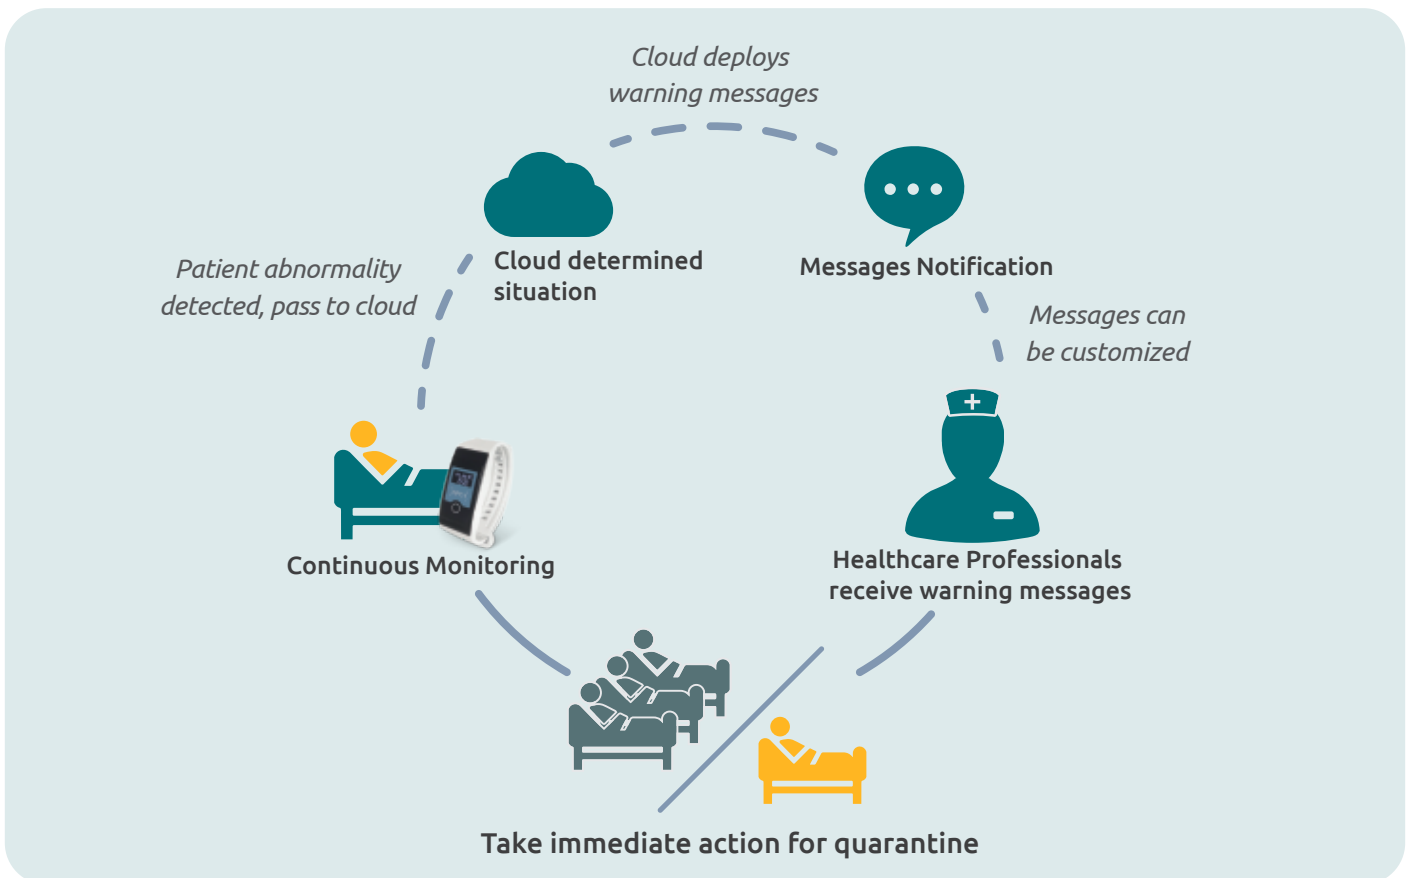 Cloud deploys
warning messages
Patient abnormality
detected, pass to cloud
Cloud determined
situation
Messages Notification
Messages can
be customized
Continuous Monitoring
Healthcare Professionals
receive warning messages
Take immediate action for quarantine